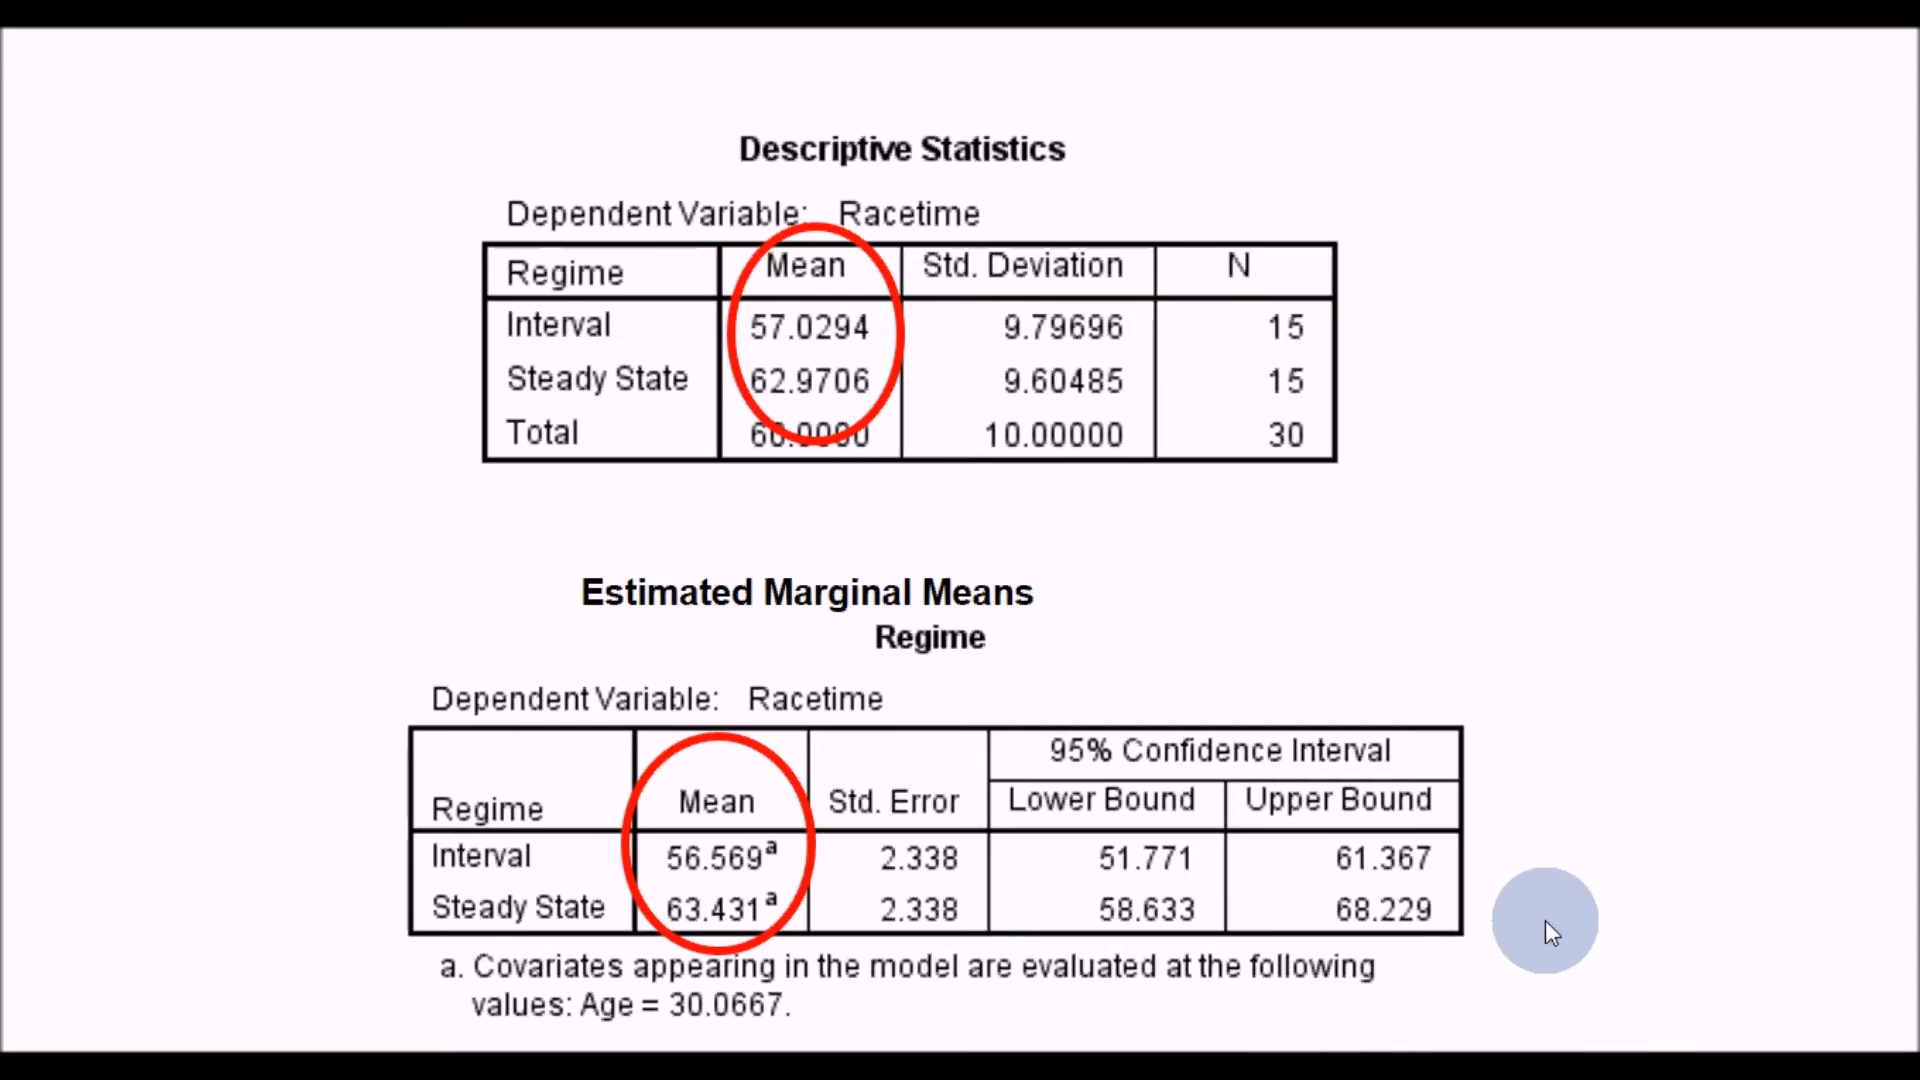 Descriptive Statistics
Dependent Variable: Racetime
Regime Mean Std. Deviation N
Interval 57.0294 9.79696 15
Steady State 62.9706 9.60485 15
Total 60.0000 10.00000 30
Estimated Marginal Means
Regime
Dependent Variable: Racetime
95% Confidence Interval
Regime Mean Std. Error Lower Bound Upper Bound
Interval 56.569a 2.338 51.771 61.367
Steady State 63.431a 2.338 58.633 68.229
a. Covariates appearing in the model are evaluated at the following
values: Age = 30.0667.